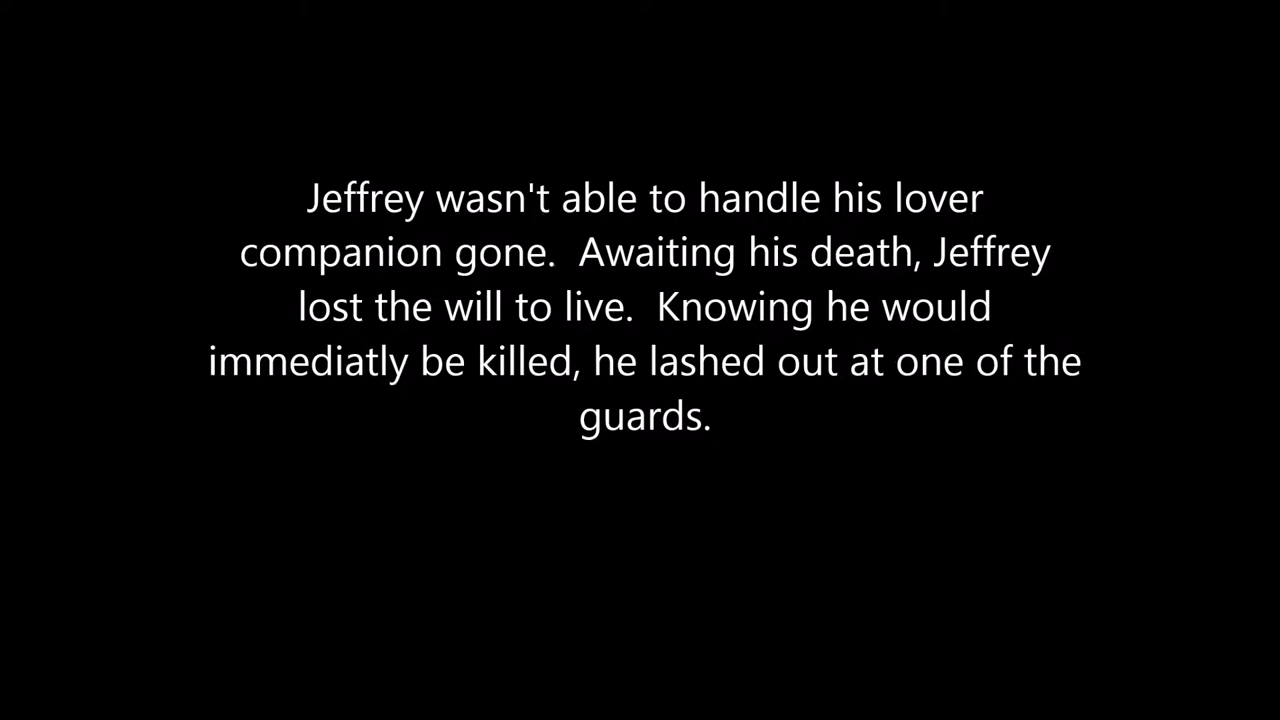 Jeffrey wasn't able to handle his lover
companion gone.  Awaiting his death, Jeffrey
lost the will to live.  Knowing he would
immediatly be killed, he lashed out at one of the
guards.